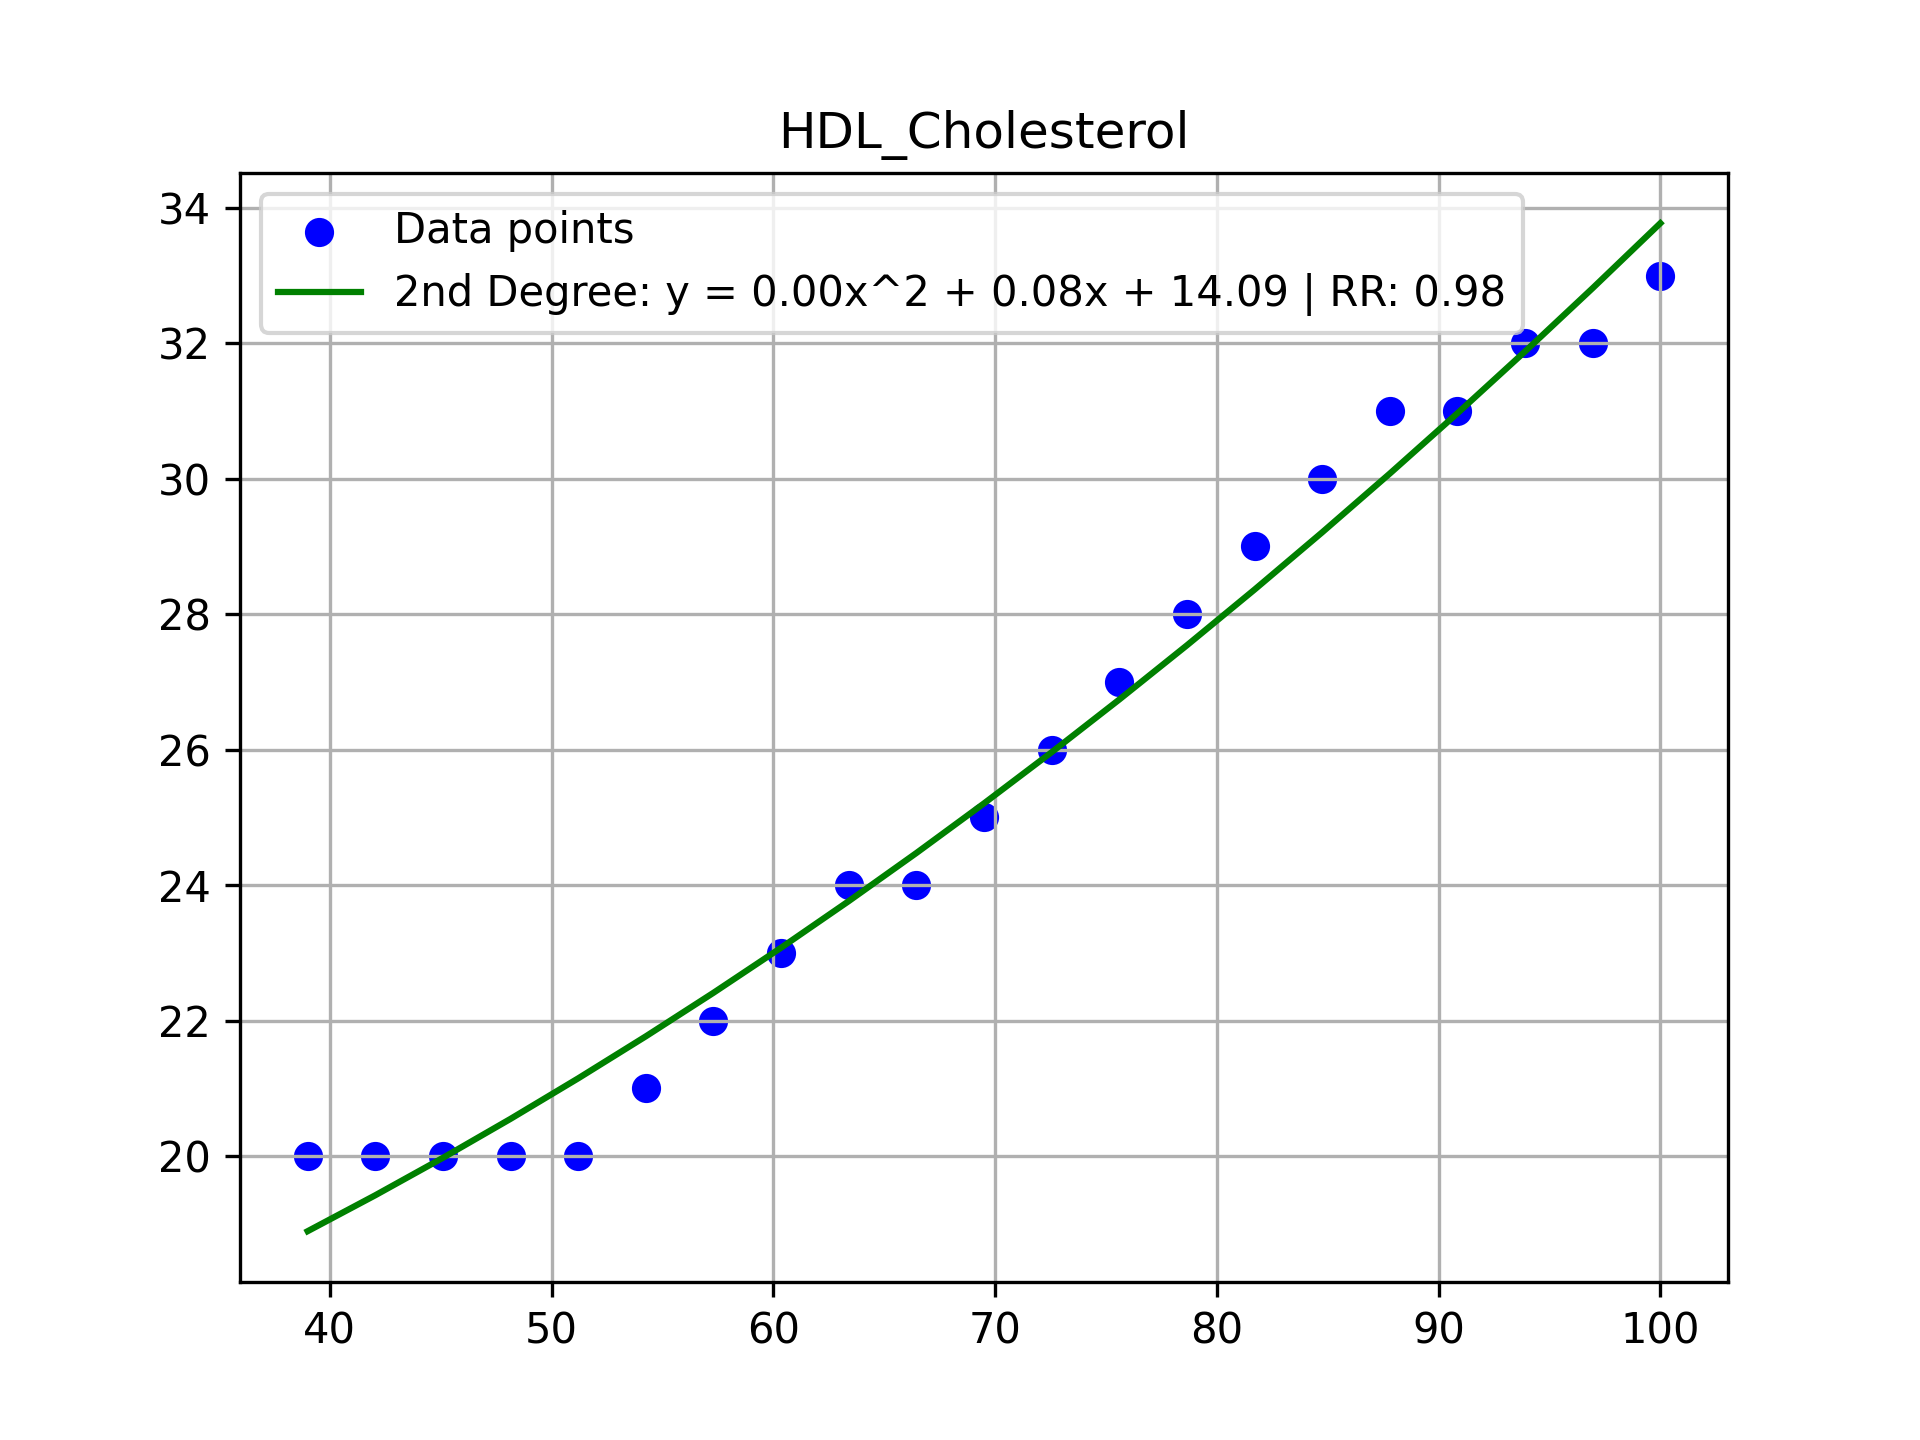 HDL_Cholesterol
34
32
30
28
26
24
22
20
Data points
2nd Degree: y = 0.00x^2 + 0.08x + 14.09 | RR: 0.98
40 50 60 70 80 90 100